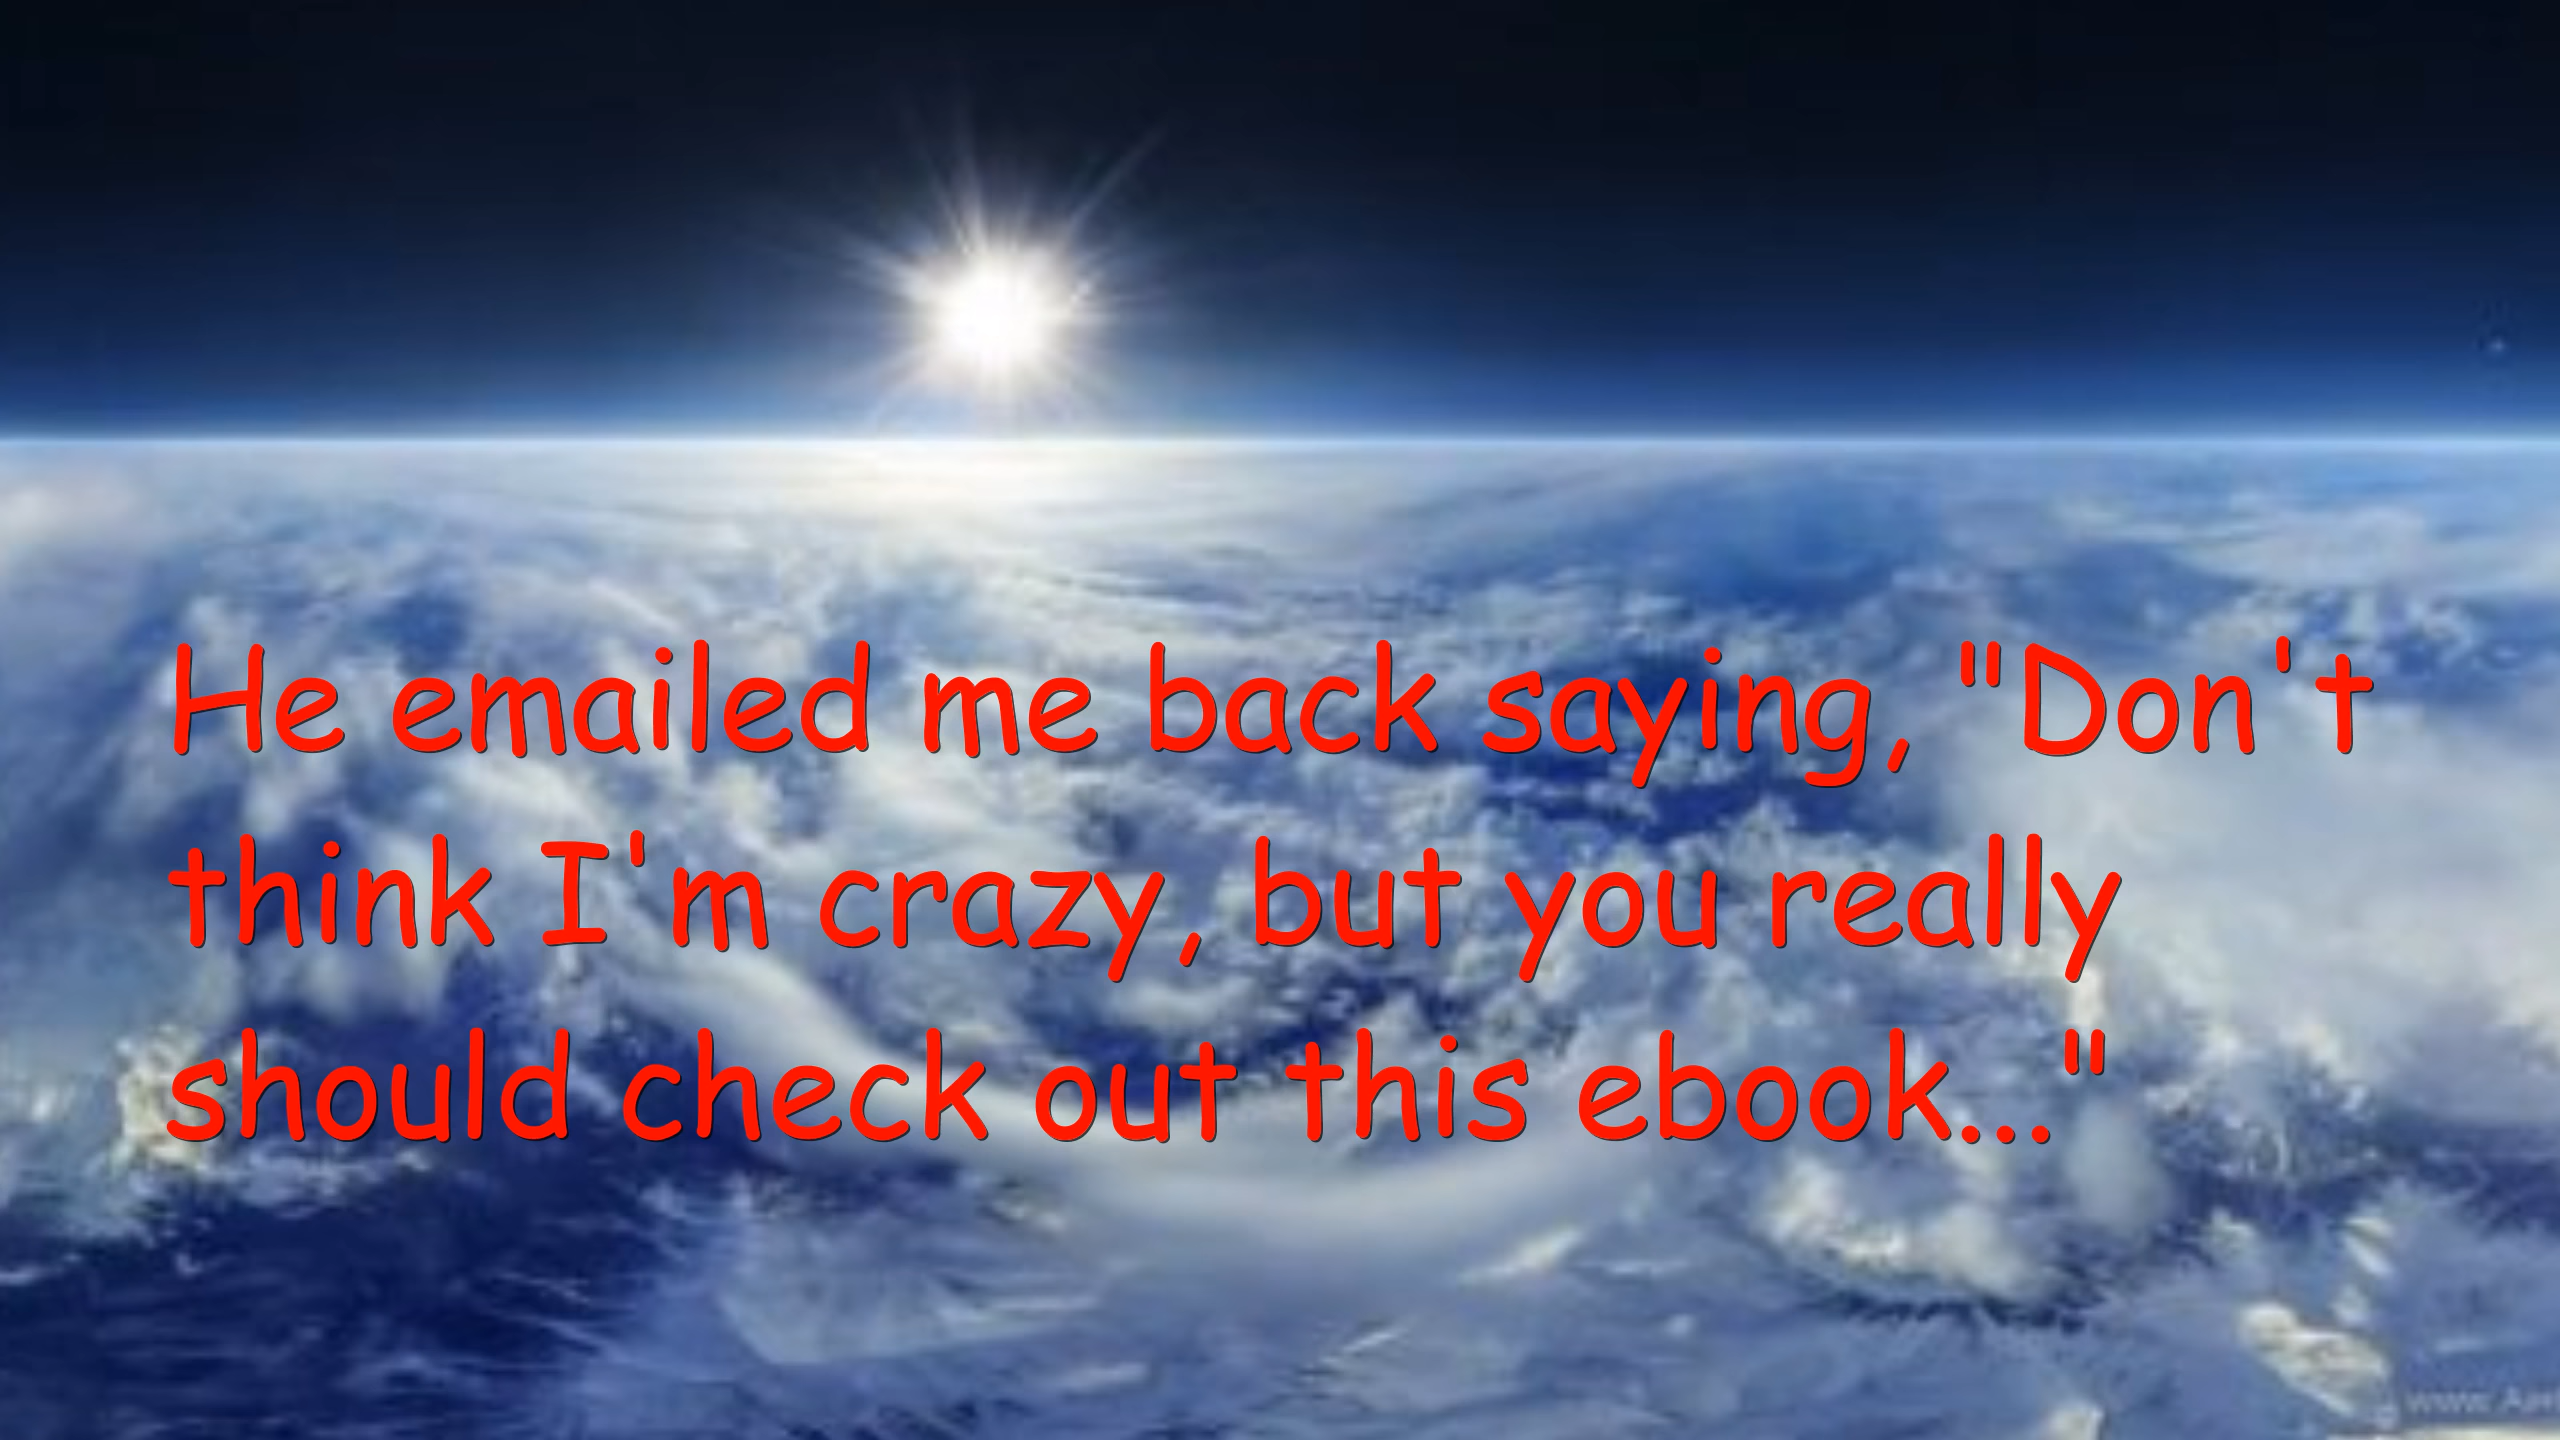 He emailed me back saying, "Don't
think I'm crazy, but you really
should check out this ebook..."